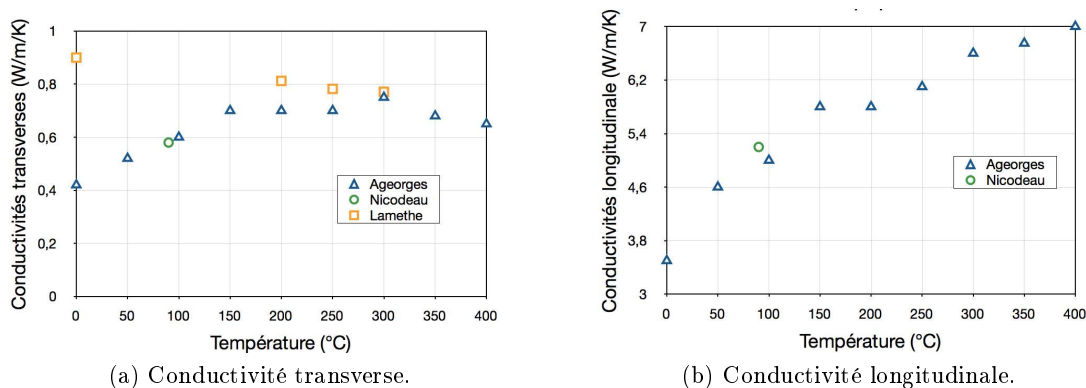 Conductivités transverses (W/m/K)
1
0,8
0,6
0,4
0,2
0
Ageorges
Nicodeau
Lamethe
0 50 100 150 200 250 300 350 400
Température (°C)
(a) Conductivité transverse.
Conductivités longitudinale (W/m/K)
7
6,2
5,4
4,6
3,8
3
Ageorges
Nicodeau
0 50 100 150 200 250 300 350 400
Température (°C)
(b) Conductivité longitudinale.